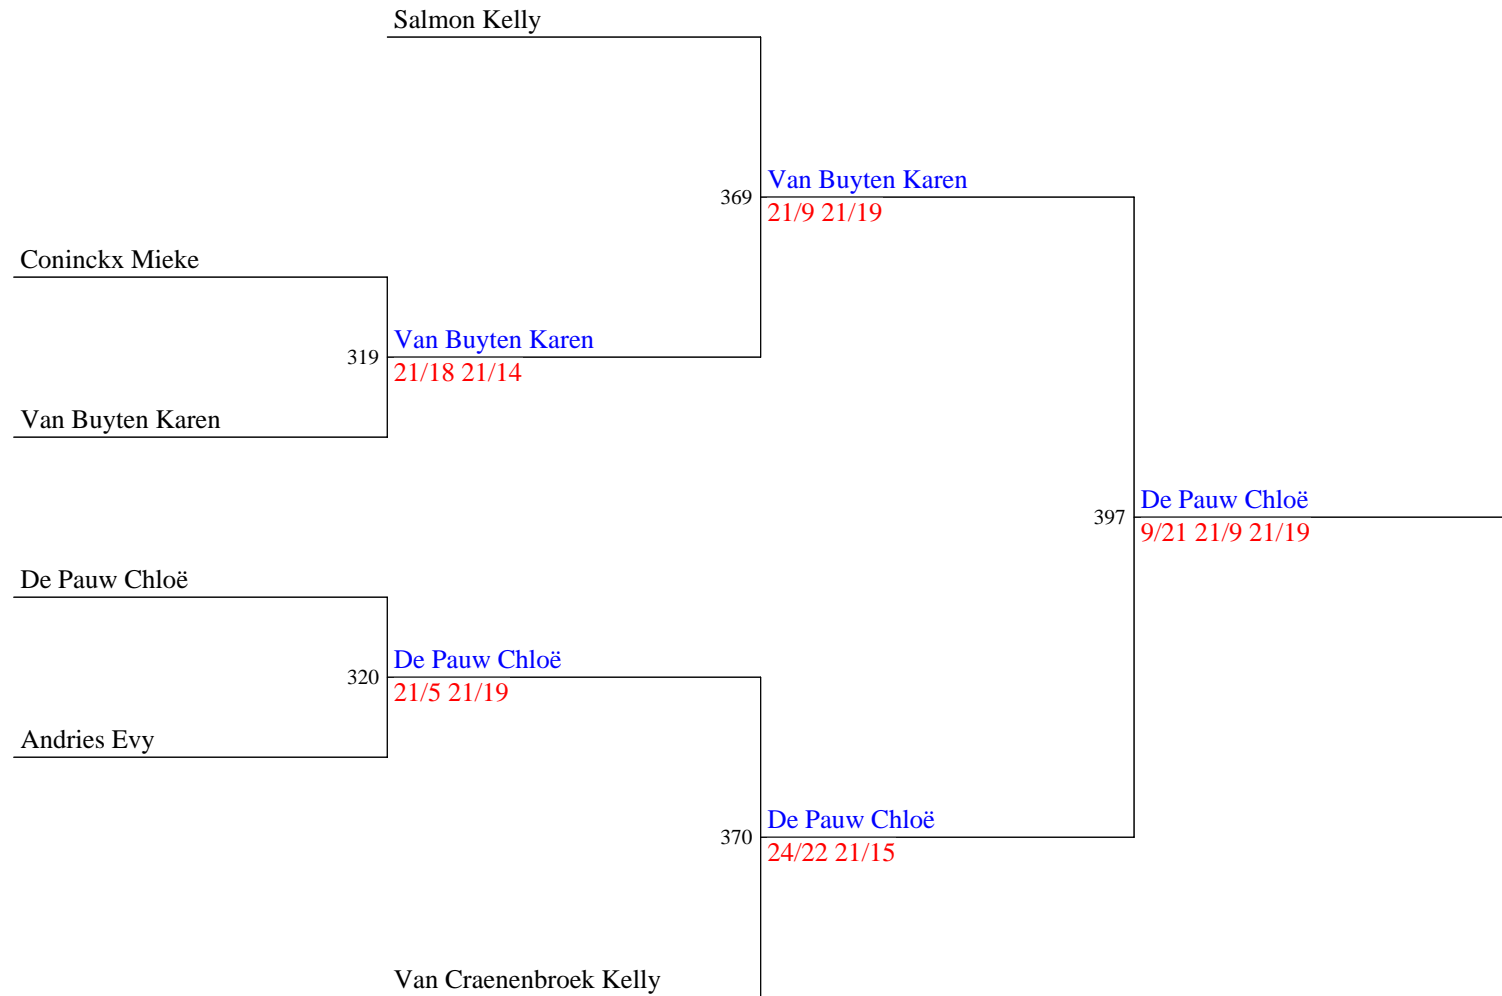 Salmon Kelly
369
Van Buyten Karen
21/9 21/19
Coninckx Mieke
319
Van Buyten Karen
21/18 21/14
Van Buyten Karen
397
De Pauw Chloë
9/21 21/9 21/19
De Pauw Chloë
320
De Pauw Chloë
21/5 21/19
Andries Evy
370
De Pauw Chloë
24/22 21/15
Van Craenenbroek Kelly